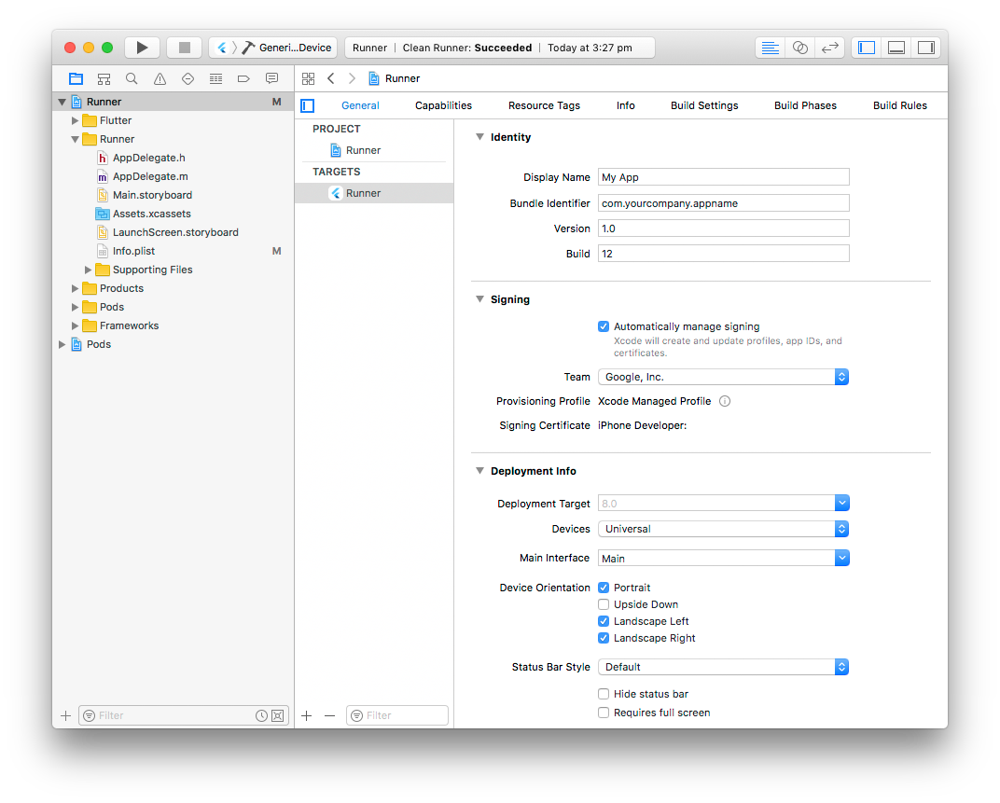 Generi...Device
Runner | Clean Runner: Succeeded | Today at 3:27 pm
Runner
Runner M
Flutter
Runner
AppDelegate.h
AppDelegate.m
Main.storyboard
Assets.xcassets
LaunchScreen.storyboard
Info.plist M
Supporting Files
Products
Pods
Frameworks
Pods
Filter
General Capabilities Resource Tags Info Build Settings Build Phases Build Rules
PROJECT
Runner
TARGETS
Runner
Filter
Identity
Display Name My App
Bundle Identifier com.yourcompany.appname
Version 1.0
Build 12
Signing
Automatically manage signing
Xcode will create and update profiles, app IDs, and
certificates.
Team Google, Inc.
Provisioning Profile Xcode Managed Profile
Signing Certificate iPhone Developer:
Deployment Info
Deployment Target 8.0
Devices Universal
Main Interface Main
Device Orientation Portrait
Upside Down
Landscape Left
Landscape Right
Status Bar Style Default
Hide status bar
Requires full screen